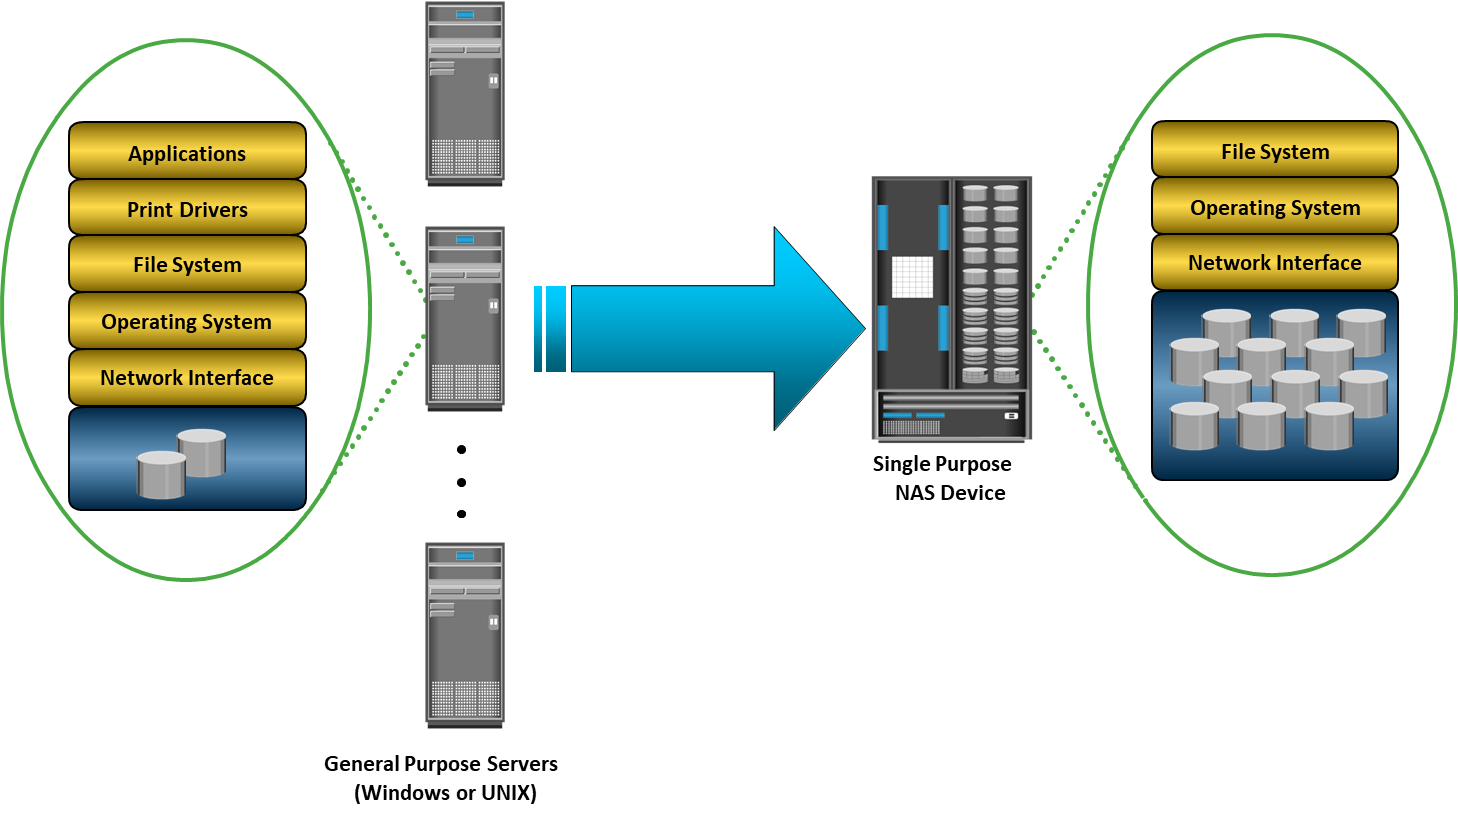 Applications
Print Drivers
File System
Operating System
Network Interface
General Purpose Servers
(Windows or UNIX)
Single Purpose
NAS Device
File System
Operating System
Network Interface